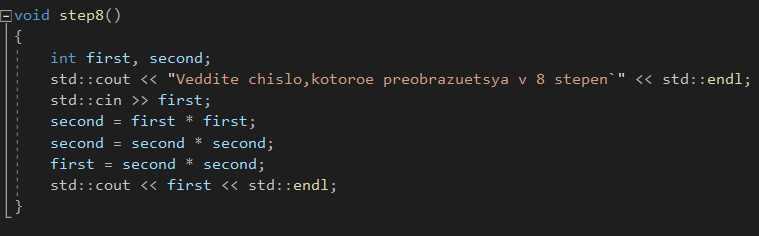 void step8()
{
int first, second;
std::cout << "Veddite chislo,kotoroe preobrazuetsya v 8 stepen`" << std::endl;
std::cin >> first;
second = first * first;
second = second * second;
first = second * second;
std::cout << first << std::endl;
}